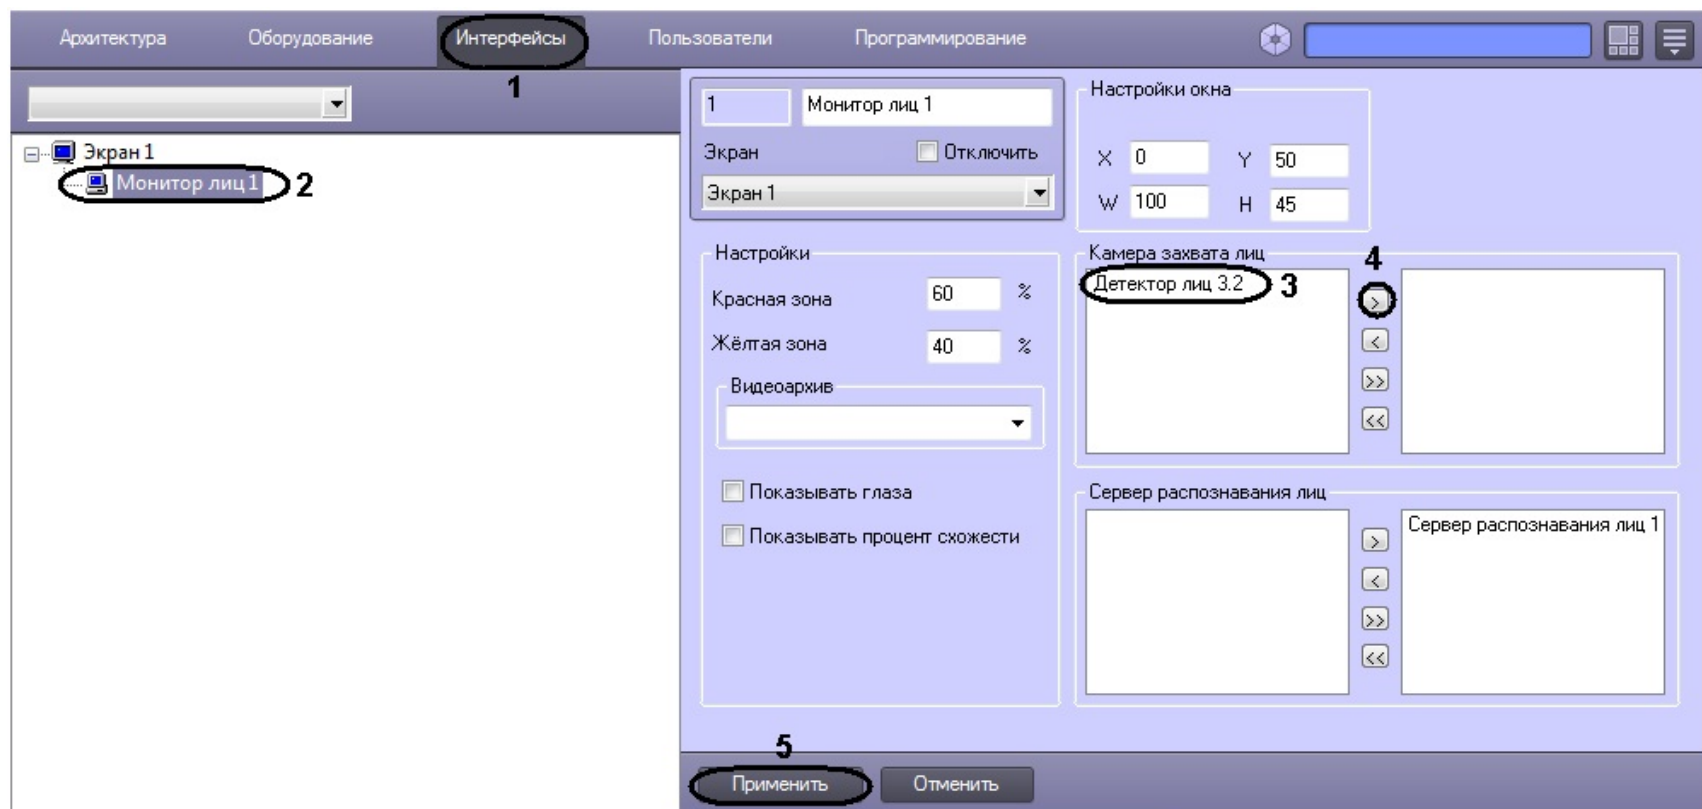 Архитектура Оборудование Интерфейсы Пользователи Программирование
1
Экран 1
Монитор лиц 1 2
1 Монитор лиц 1
Экран Отключить
Экран 1
Настройки окна
X 0 Y 50
W 100 H 45
Настройки
Красная зона 60 %
Жёлтая зона 40 %
Видеоархив
Показывать глаза
Показывать процент схожести
Камера захвата лиц 4
Детектор лиц 3.2 3 >
<
>>
<<
Сервер распознавания лиц
Сервер распознавания лиц 1
>
<
>>
<<
5
Применить Отменить